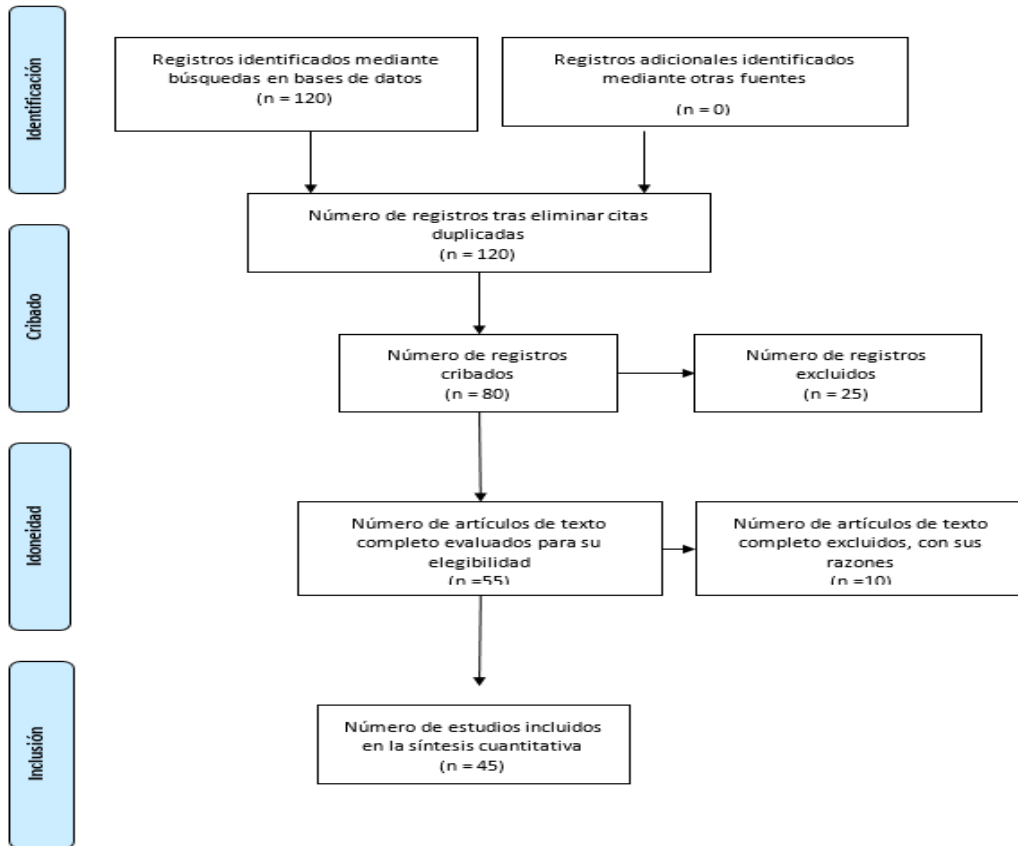 Identificación
Registros identificados mediante
búsquedas en bases de datos
(n = 120)
Registros adicionales identificados
mediante otras fuentes
(n = 0)
Número de registros tras eliminar citas
duplicadas
(n = 120)
Cribado
Número de registros
cribados
(n = 80)
Número de registros
excluidos
(n = 25)
Idoneidad
Número de artículos de texto
completo evaluados para su
elegibilidad
(n =55)
Número de artículos de texto
completo excluidos, con sus
razones
(n =10)
Inclusión
Número de estudios incluidos
en la síntesis cuantitativa
(n = 45)